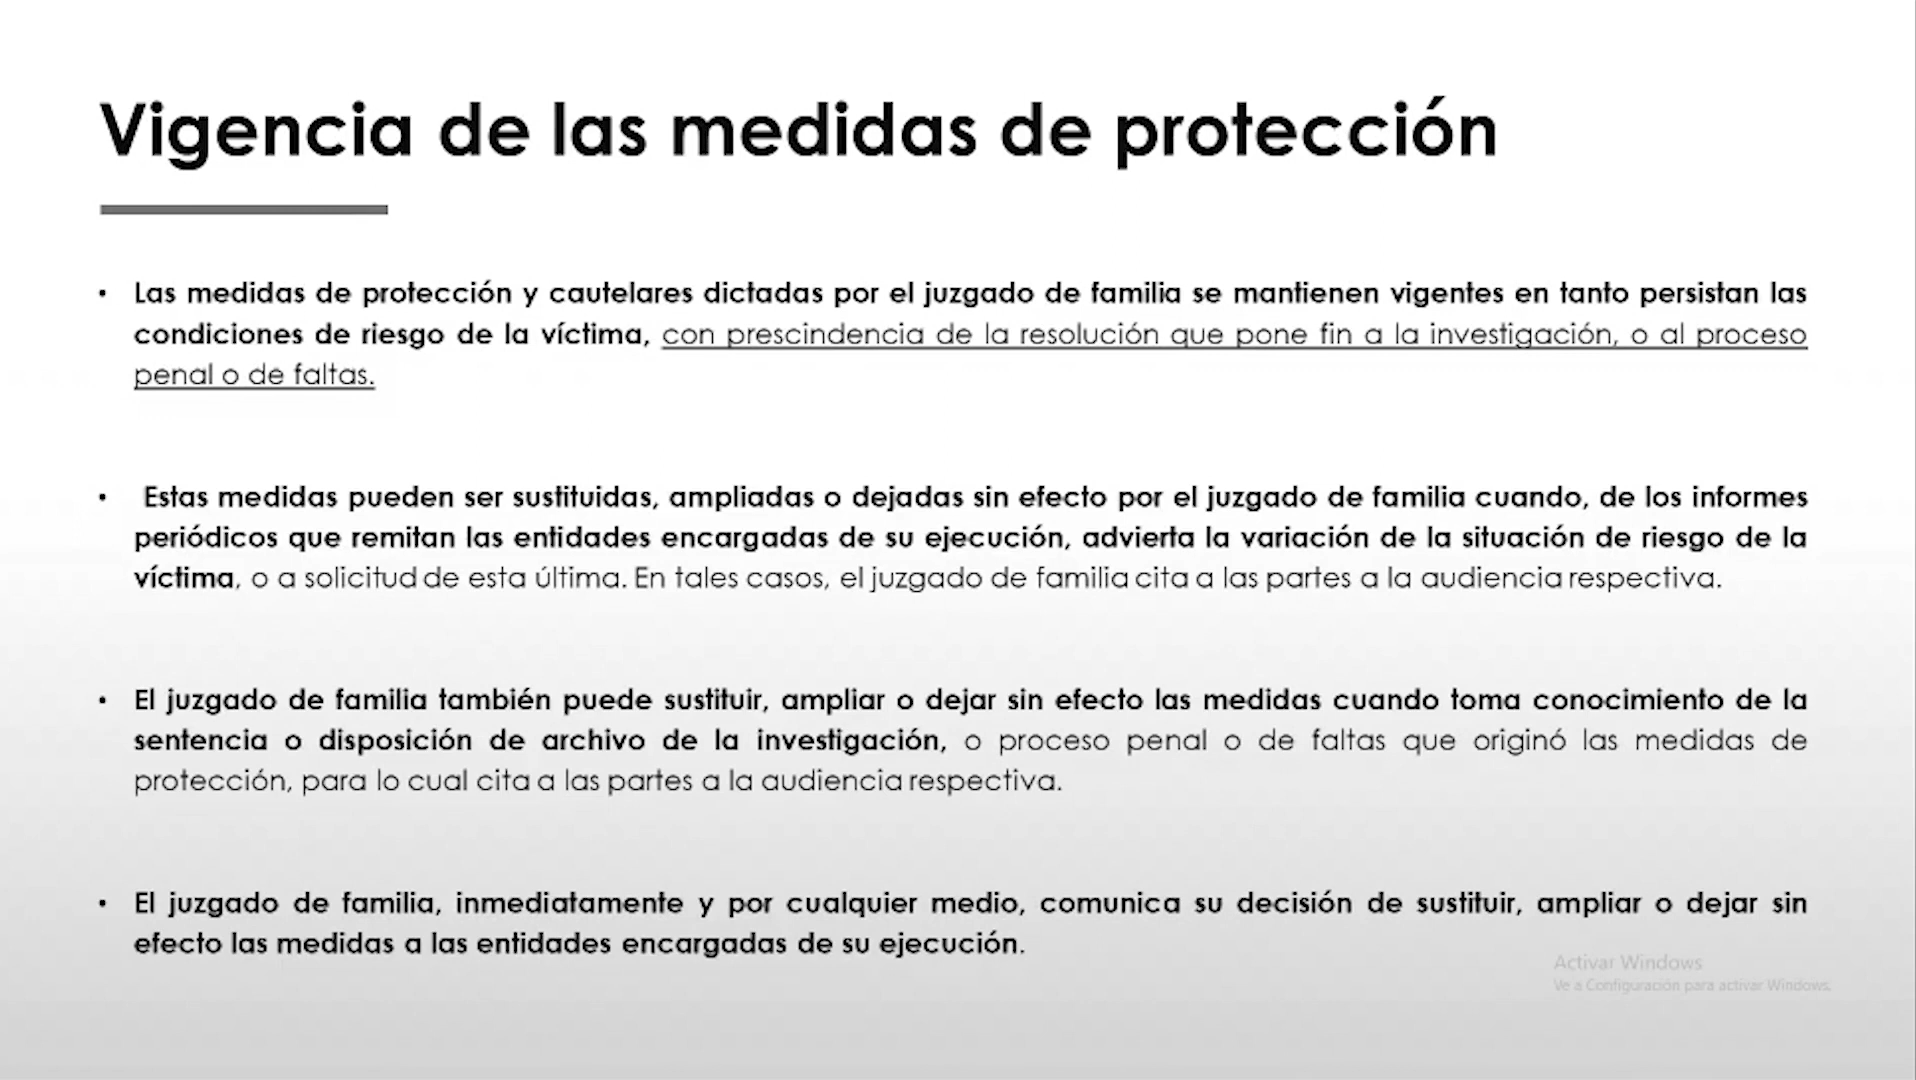 Vigencia de las medidas de protección
• Las medidas de protección y cautelares dictadas por el juzgado de familia se mantienen vigentes en tanto persistan las
condiciones de riesgo de la víctima, con prescindencia de la resolución que pone fin a la investigación, o al proceso
penal o de faltas.
• Estas medidas pueden ser sustituidas, ampliadas o dejadas sin efecto por el juzgado de familia cuando, de los informes
periódicos que remitan las entidades encargadas de su ejecución, advierta la variación de la situación de riesgo de la
víctima, o a solicitud de esta última. En tales casos, el juzgado de familia cita a las partes a la audiencia respectiva.
• El juzgado de familia también puede sustituir, ampliar o dejar sin efecto las medidas cuando toma conocimiento de la
sentencia o disposición de archivo de la investigación, o proceso penal o de faltas que originó las medidas de
protección, para lo cual cita a las partes a la audiencia respectiva.
• El juzgado de familia, inmediatamente y por cualquier medio, comunica su decisión de sustituir, ampliar o dejar sin
efecto las medidas a las entidades encargadas de su ejecución.
Activar Windows
Ve a Configuración para activar Windows.